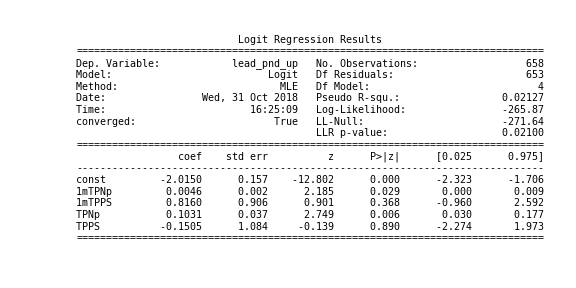 Logit Regression Results
==============================================================================
Dep. Variable: lead_pnd_up No. Observations: 658
Model: Logit Df Residuals: 653
Method: MLE Df Model: 4
Date: Wed, 31 Oct 2018 Pseudo R-squ.: 0.02127
Time: 16:25:09 Log-Likelihood: -265.87
converged: True LL-Null: -271.64
LLR p-value: 0.02100
==============================================================================
coef std err z P>|z| [0.025 0.975]
------------------------------------------------------------------------------
const -2.0150 0.157 -12.802 0.000 -2.323 -1.706
1mTPNp 0.0046 0.002 2.185 0.029 0.000 0.009
1mTPPS 0.8160 0.906 0.901 0.368 -0.960 2.592
TPNp 0.1031 0.037 2.749 0.006 0.030 0.177
TPPS -0.1505 1.084 -0.139 0.890 -2.274 1.973
==============================================================================